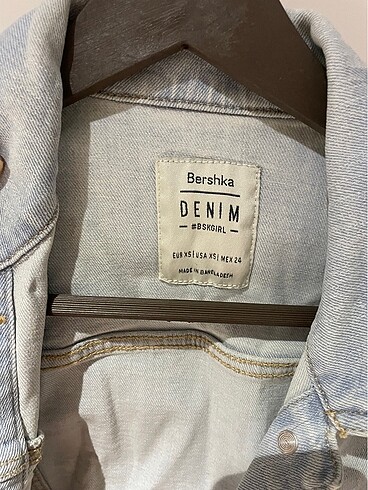 Bershka
DENIM
#BSKGIRL
EUR XS | USA XS | MEX 24
MADE IN BANGLADESH